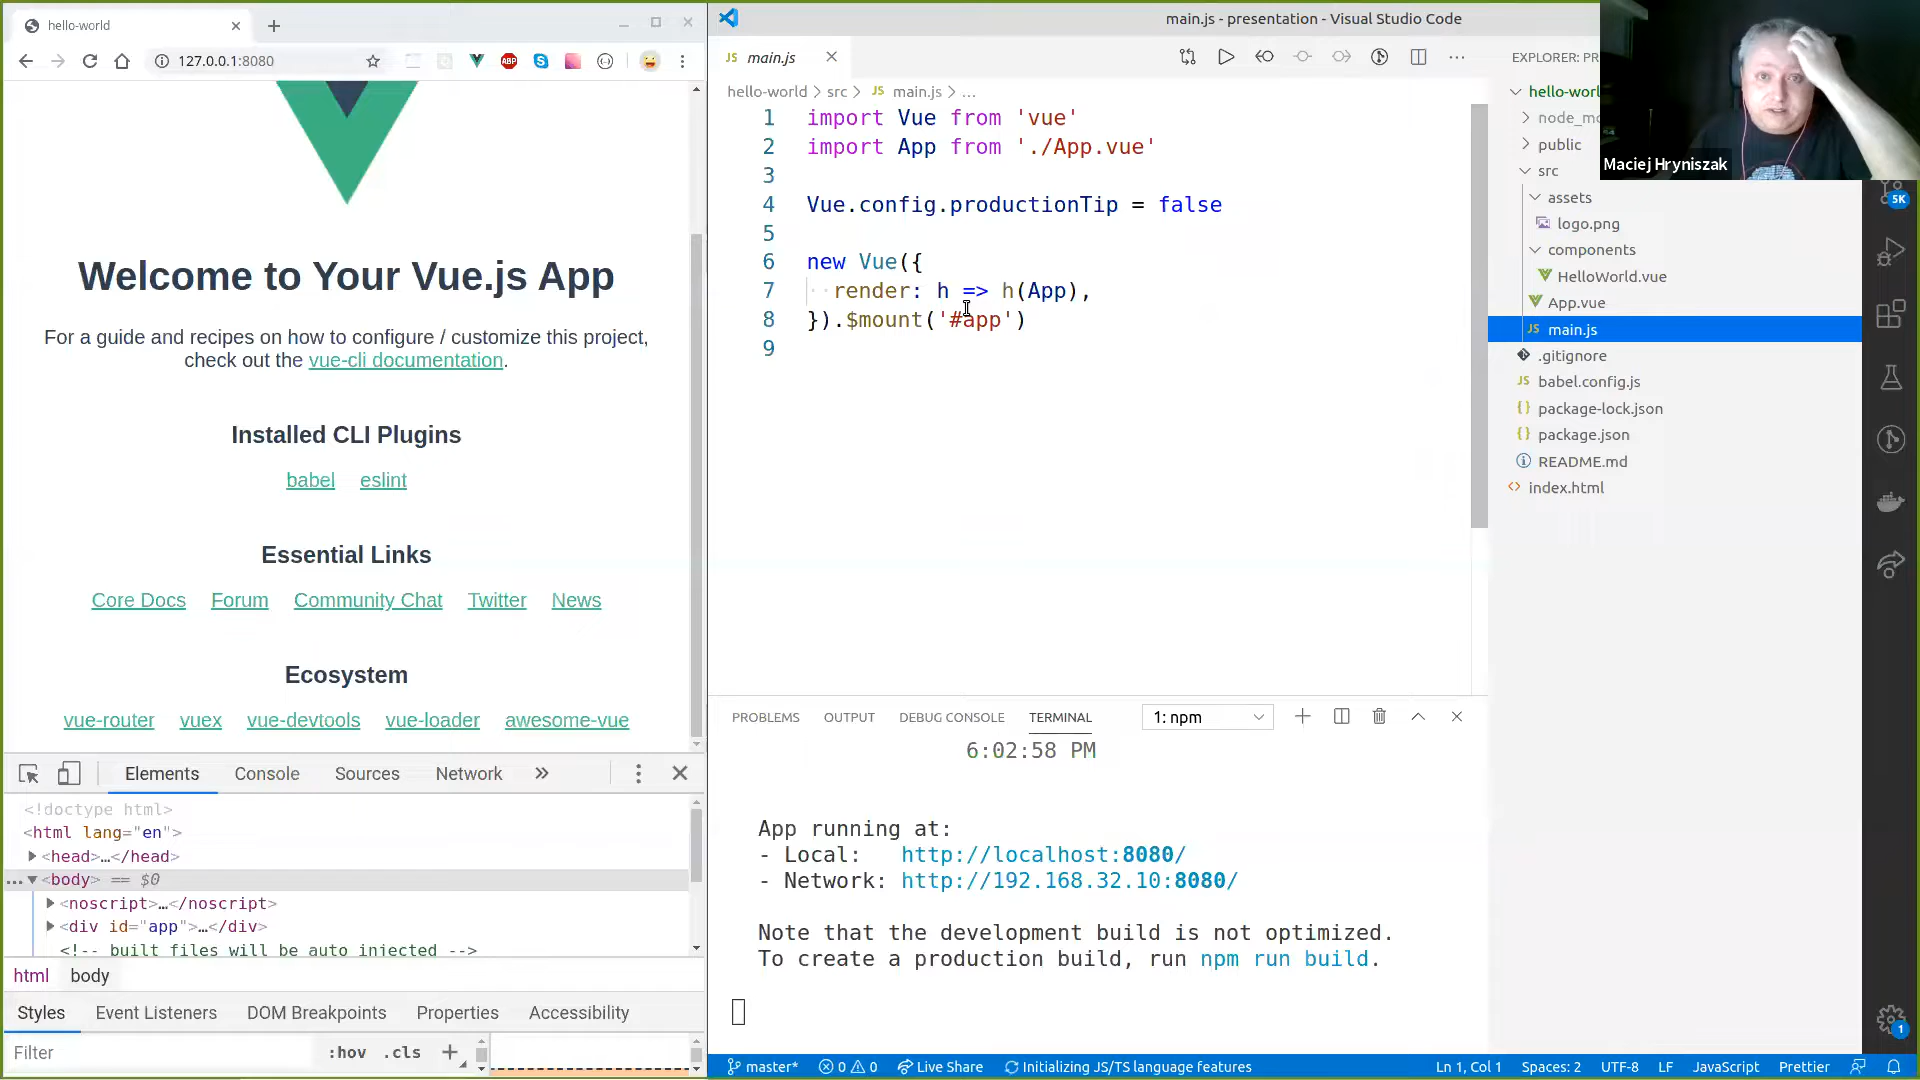 hello-world
127.0.0.1:8080
ABP
Welcome to Your Vue.js App
For a guide and recipes on how to configure / customize this project,
check out the vue-cli documentation.
Installed CLI Plugins
babel eslint
Essential Links
Core Docs Forum Community Chat Twitter News
Ecosystem
vue-router vuex vue-devtools vue-loader awesome-vue
Elements Console Sources Network
<!doctype html>
<html lang="en">
<head>…</head>
<body> == $0
<noscript>…</noscript>
<div id="app">…</div>
<!-- built files will be auto injected -->
html body
Styles Event Listeners DOM Breakpoints Properties Accessibility
Filter :hov .cls
main.js - presentation - Visual Studio Code
JS main.js
hello-world > src > JS main.js > ...
1 import Vue from 'vue'
2 import App from './App.vue'
3
4 Vue.config.productionTip = false
5
6 new Vue({
7 render: h => h(App),
8 }).$mount('#app')
9
PROBLEMS OUTPUT DEBUG CONSOLE TERMINAL 1: npm
6:02:58 PM
App running at:
- Local: http://localhost:8080/
- Network: http://192.168.32.10:8080/
Note that the development build is not optimized.
To create a production build, run npm run build.
EXPLORER: PR
hello-worl
node_mo
public
src
assets
logo.png
components
HelloWorld.vue
App.vue
JS main.js
.gitignore
JS babel.config.js
{} package-lock.json
{} package.json
README.md
<> index.html
Maciej Hryniszak
5K
1
master* 0 0 Live Share Initializing JS/TS language features Ln 1, Col 1 Spaces: 2 UTF-8 LF JavaScript Prettier